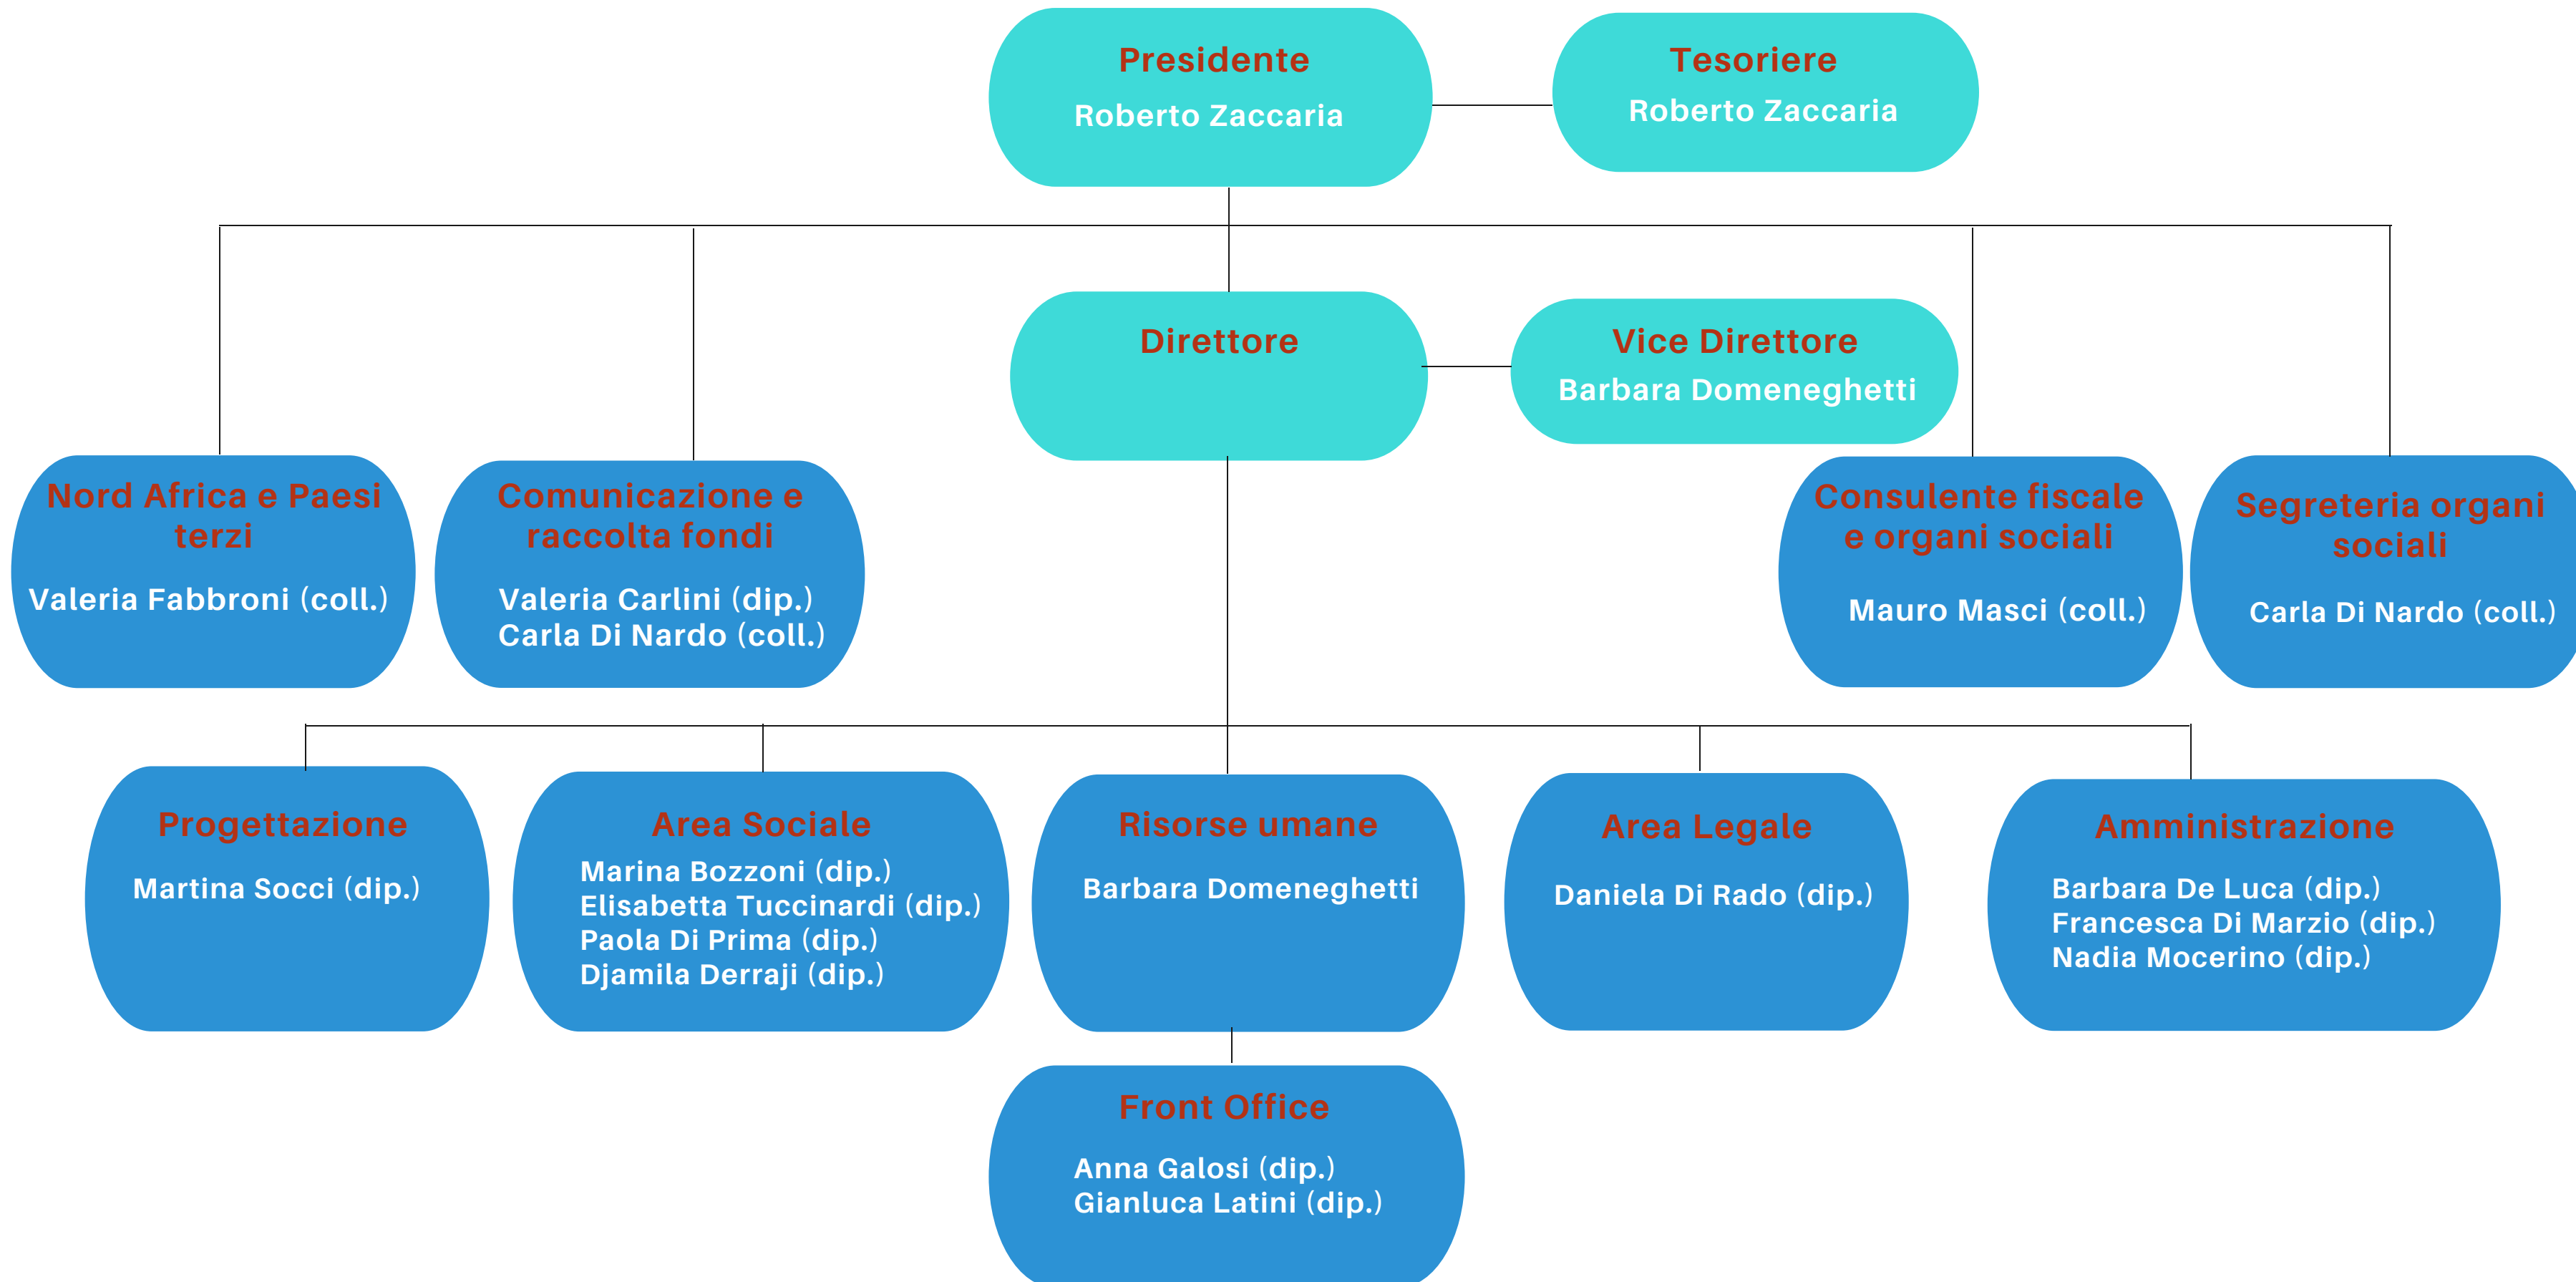 Presidente
Roberto Zaccaria
Tesoriere
Roberto Zaccaria
Direttore
Vice Direttore
Barbara Domeneghetti
Nord Africa e Paesi
terzi
Valeria Fabbroni (coll.)
Comunicazione e
raccolta fondi
Valeria Carlini (dip.)
Carla Di Nardo (coll.)
Consulente fiscale
e organi sociali
Mauro Masci (coll.)
Segreteria organi
sociali
Carla Di Nardo (coll.)
Progettazione
Martina Socci (dip.)
Area Sociale
Marina Bozzoni (dip.)
Elisabetta Tuccinardi (dip.)
Paola Di Prima (dip.)
Djamila Derraji (dip.)
Risorse umane
Barbara Domeneghetti
Area Legale
Daniela Di Rado (dip.)
Amministrazione
Barbara De Luca (dip.)
Francesca Di Marzio (dip.)
Nadia Mocerino (dip.)
Front Office
Anna Galosi (dip.)
Gianluca Latini (dip.)